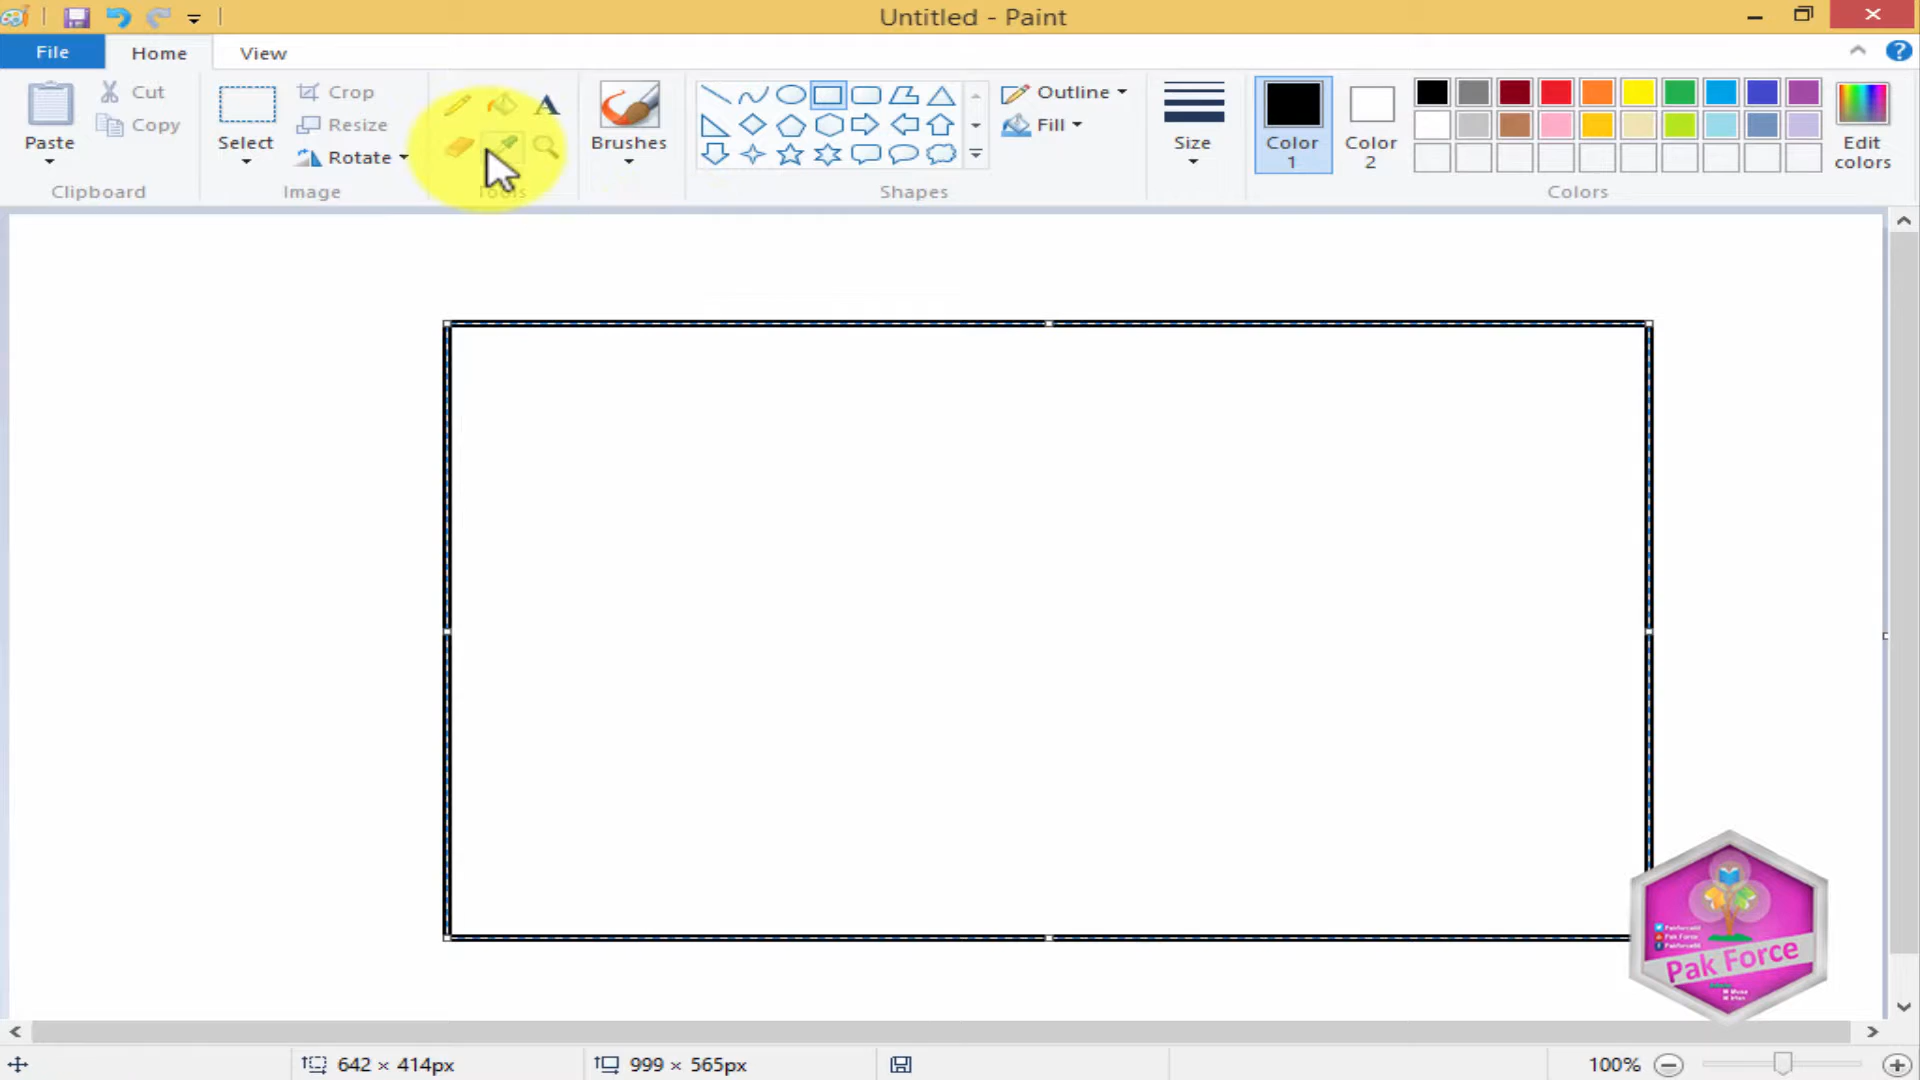 Untitled - Paint
File
Home
View
Paste
Cut
Copy
Clipboard
Select
Crop
Resize
Rotate
Image
A
Tools
Brushes
Shapes
Outline
Fill
Size
Color
1
Color
2
Edit
colors
Colors
Pak Force
642 × 414px
999 × 565px
100%